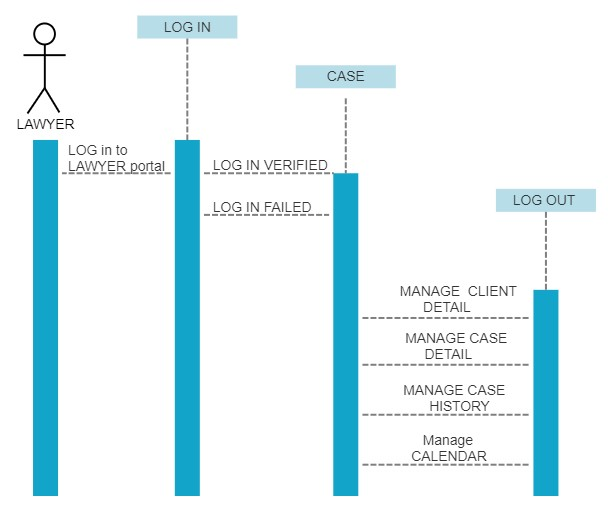 LOG IN
CASE
LAWYER
LOG in to
LAWYER portal
LOG IN VERIFIED
LOG IN FAILED
LOG OUT
MANAGE CLIENT
DETAIL
MANAGE CASE
DETAIL
MANAGE CASE
HISTORY
Manage
CALENDAR